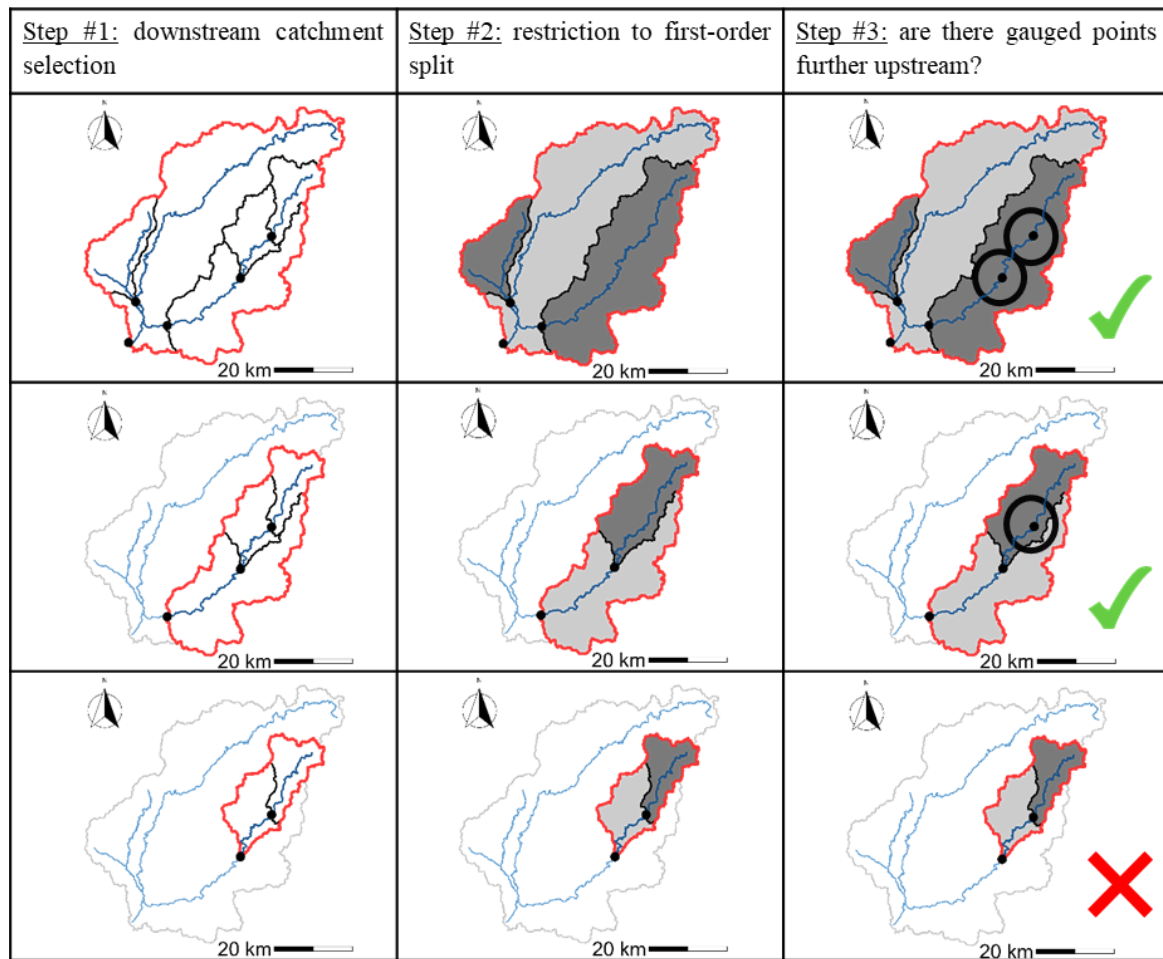 Step #1: downstream catchment
selection
Step #2: restriction to first-order
split
Step #3: are there gauged points
further upstream?
N
N
N
20 km
20 km
20 km
N
N
N
20 km
20 km
20 km
N
N
N
20 km
20 km
20 km